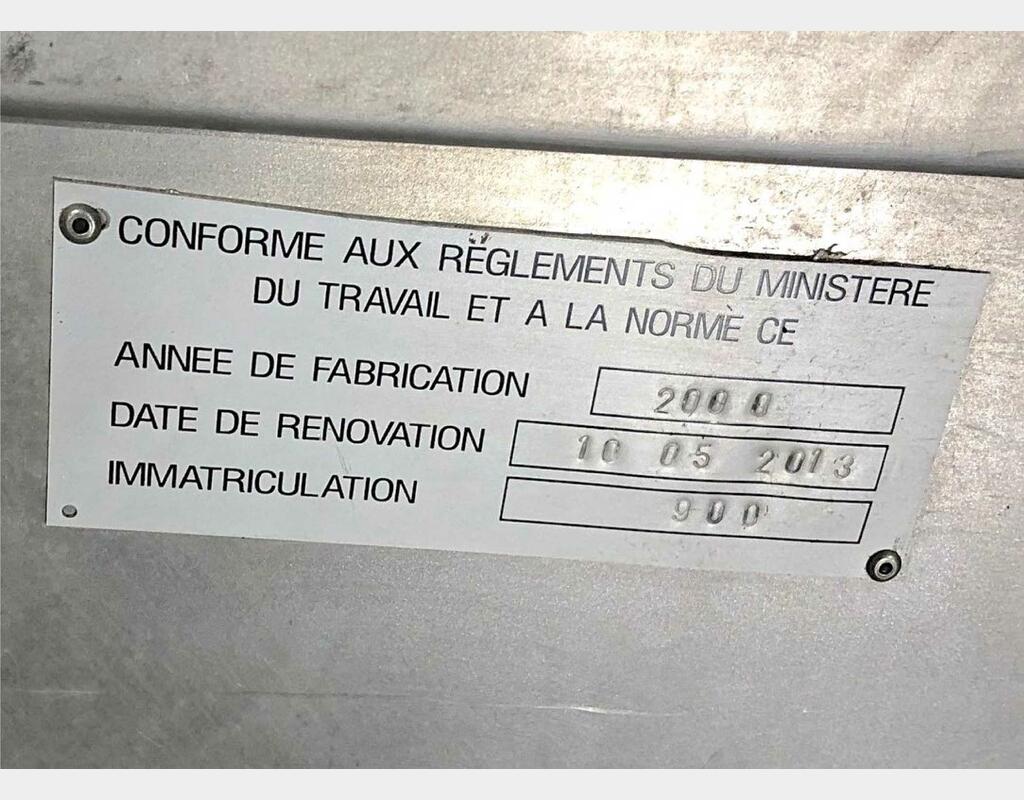 CONFORME AUX RÈGLEMENTS DU MINISTERE
DU TRAVAIL ET A LA NORME CE
ANNEE DE FABRICATION 2000
DATE DE RENOVATION 10 05 2013
IMMATRICULATION 900